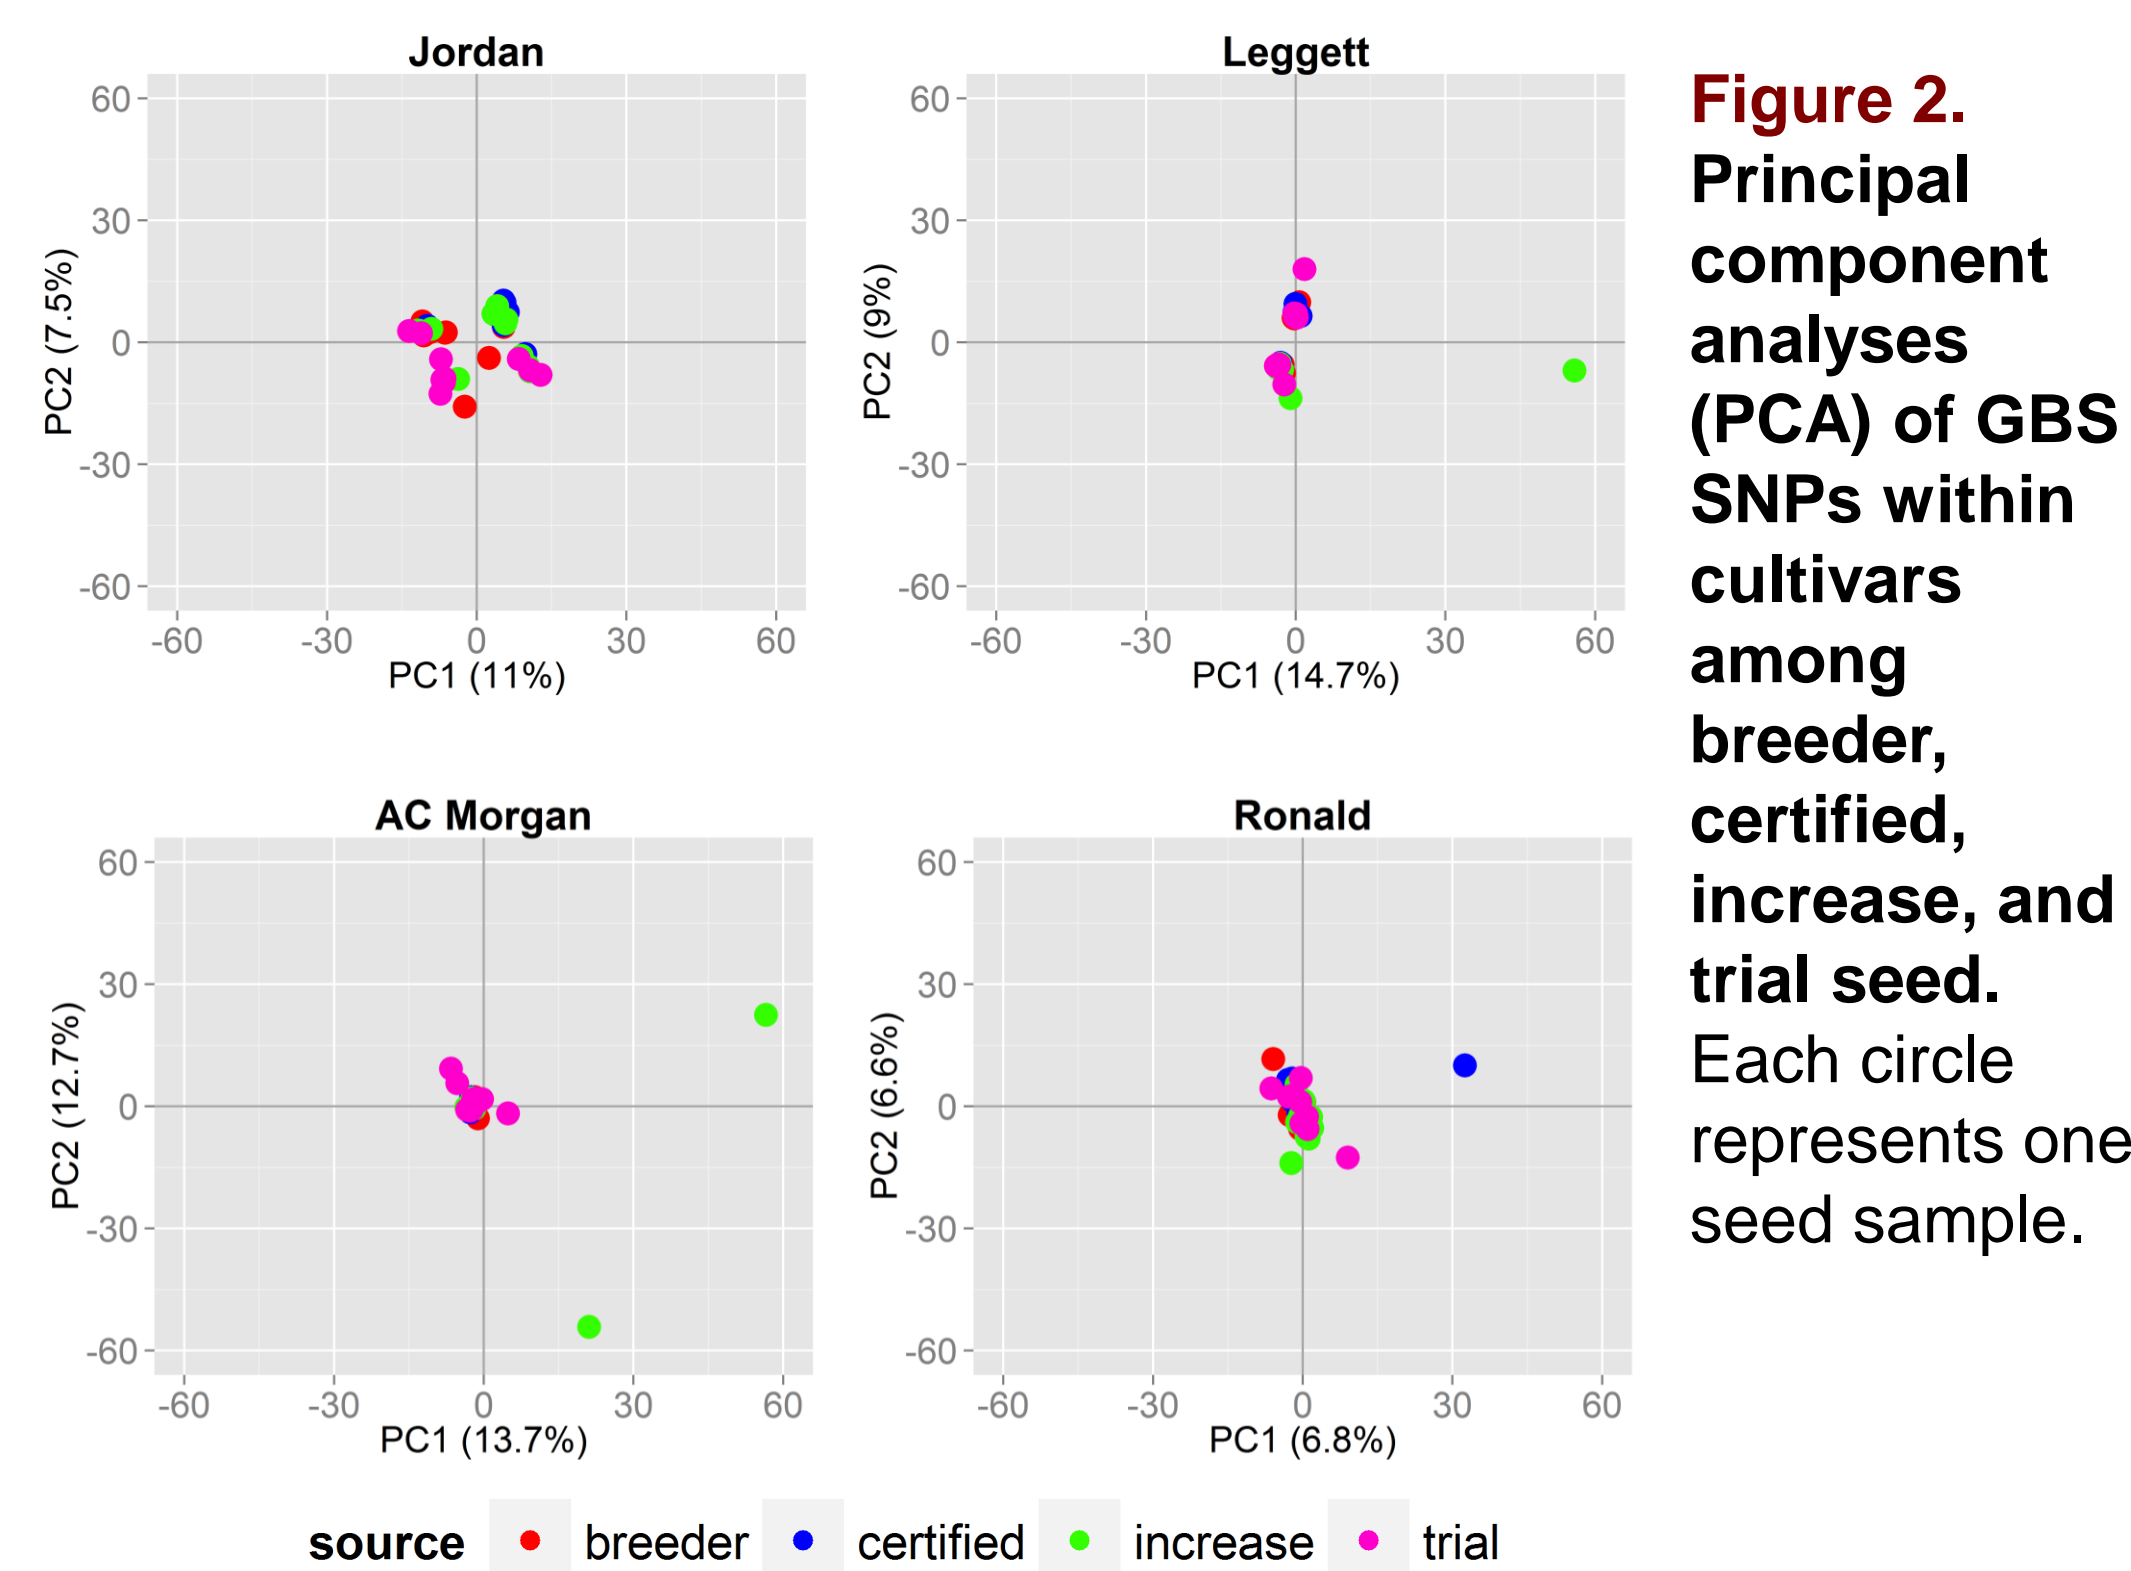 Jordan
60
30
0
-30
-60
PC2 (7.5%)
-60 -30 0 30 60
PC1 (11%)
Leggett
60
30
0
-30
-60
PC2 (9%)
-60 -30 0 30 60
PC1 (14.7%)
AC Morgan
60
30
0
-30
-60
PC2 (12.7%)
-60 -30 0 30 60
PC1 (13.7%)
Ronald
60
30
0
-30
-60
PC2 (6.6%)
-60 -30 0 30 60
PC1 (6.8%)
source breeder certified increase trial
Figure 2.
Principal
component
analyses
(PCA) of GBS
SNPs within
cultivars
among
breeder,
certified,
increase, and
trial seed.
Each circle
represents one
seed sample.